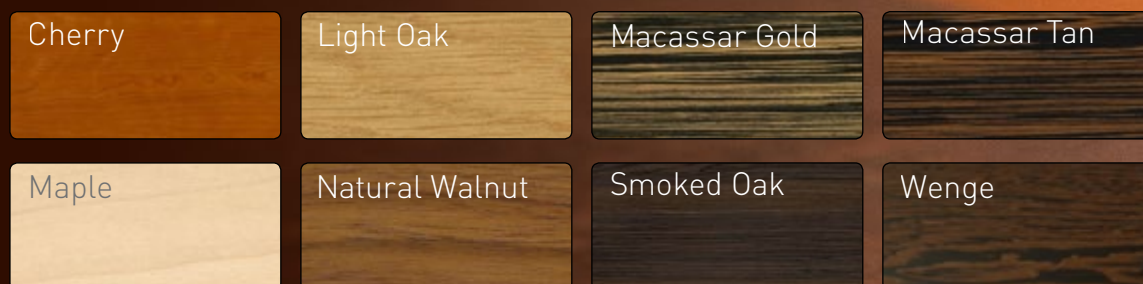 Cherry
Light Oak
Macassar Gold
Macassar Tan
Maple
Natural Walnut
Smoked Oak
Wenge